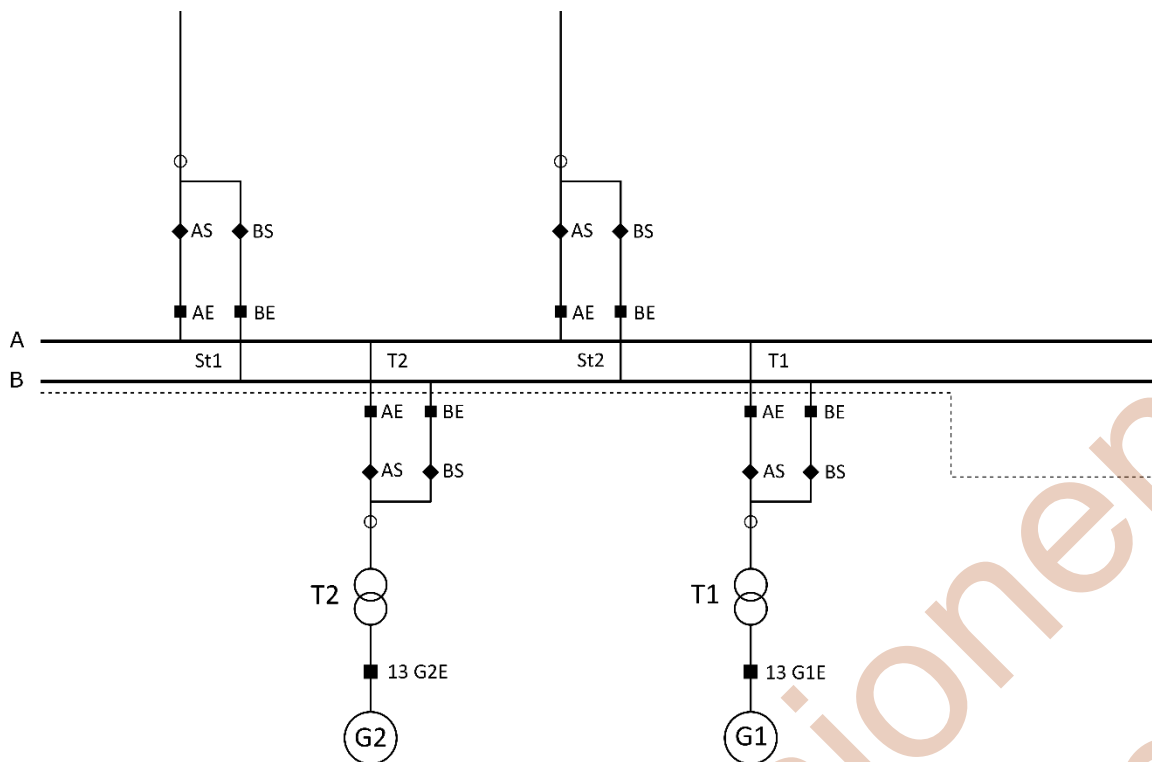 AS BS AS BS
AE BE AE BE
A
St1 T2 St2 T1
B
AE BE AE BE
AS BS AS BS
T2 T1
13 G2E 13 G1E
G2 G1